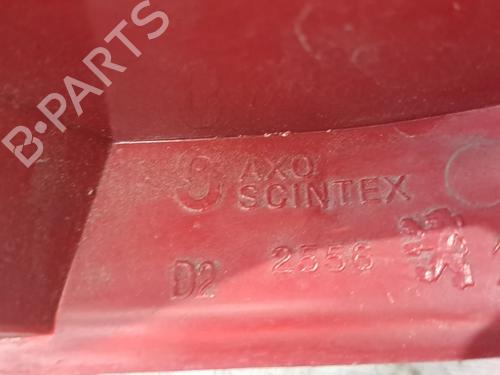 B-PARTS
AXO
SCINTEX
D2 2556